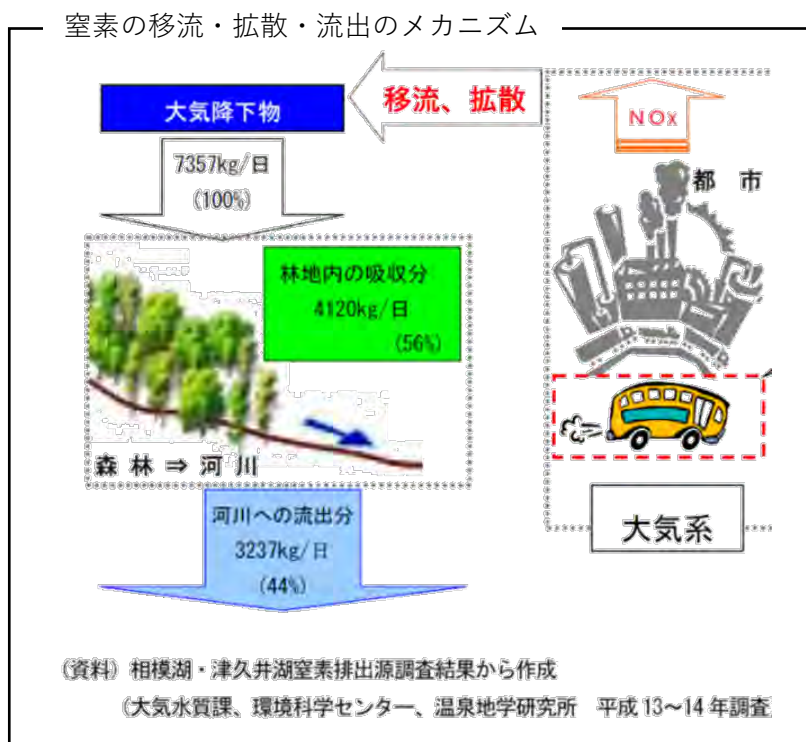 窒素の移流・拡散・流出のメカニズム
大気降下物
移流、拡散
NOx
都 市
7357kg/日
(100%)
林地内の吸収分
4120kg/日
(56%)
森 林 ⇒ 河 川
河川への流出分
3237kg/日
(44%)
大気系
(資料) 相模湖・津久井湖窒素排出源調査結果から作成
(大気水質課、環境科学センター、温泉地学研究所 平成 13~14 年調査